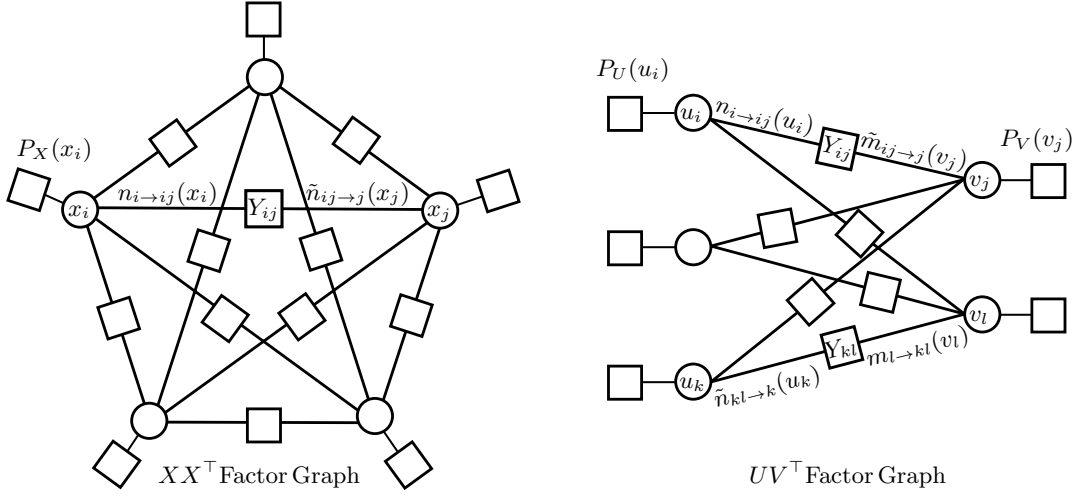 P_X(x_i)
x_i
n_{i→ij}(x_i)
Y_{ij}
ñ_{ij→j}(x_j)
x_j
XX^⊤Factor Graph
P_U(u_i)
u_i
n_{i→ij}(u_i)
Y_{ij}
m̃_{ij→j}(v_j)
P_V(v_j)
v_j
v_l
Y_{kl}
m_{l→kl}(v_l)
u_k
ñ_{kl→k}(u_k)
UV^⊤Factor Graph